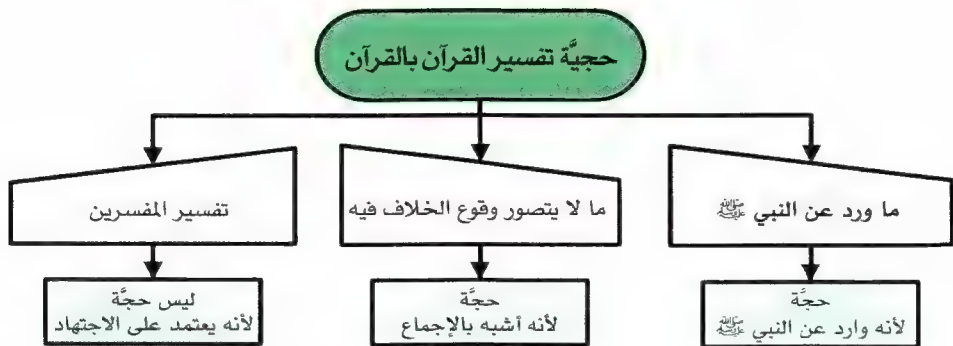 حجيَّة تفسير القرآن بالقرآن
ما ورد عن النبي ﷺ
ما لا يتصور وقوع الخلاف فيه
تفسير المفسرين
حجَّة
لأنه وارد عن النبي ﷺ
حجَّة
لأنه أشبه بالإجماع
ليس حجَّة
لأنه يعتمد على الاجتهاد